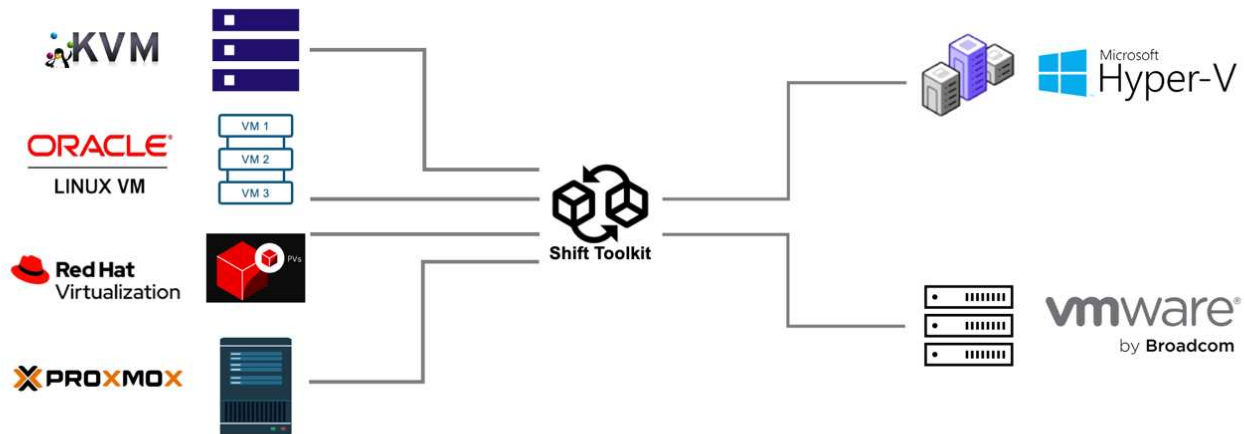 KVM
ORACLE®
LINUX VM
VM 1
VM 2
VM 3
Red Hat
Virtualization
PVs
PROXMOX
Shift Toolkit
Microsoft
Hyper-V
vmware®
by Broadcom